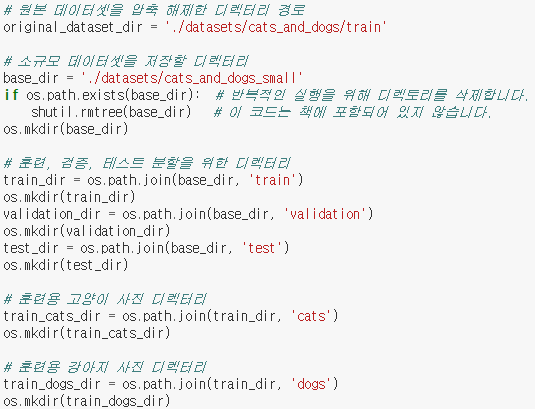 # 원본 데이터셋을 압축 해제한 디렉터리 경로
original_dataset_dir = './datasets/cats_and_dogs/train'
# 소규모 데이터셋을 저장할 디렉터리
base_dir = './datasets/cats_and_dogs_small'
if os.path.exists(base_dir):  # 반복적인 실행을 위해 디렉토리를 삭제합니다.
    shutil.rmtree(base_dir)   # 이 코드는 책에 포함되어 있지 않습니다.
os.mkdir(base_dir)
# 훈련, 검증, 테스트 분할을 위한 디렉터리
train_dir = os.path.join(base_dir, 'train')
os.mkdir(train_dir)
validation_dir = os.path.join(base_dir, 'validation')
os.mkdir(validation_dir)
test_dir = os.path.join(base_dir, 'test')
os.mkdir(test_dir)
# 훈련용 고양이 사진 디렉터리
train_cats_dir = os.path.join(train_dir, 'cats')
os.mkdir(train_cats_dir)
# 훈련용 강아지 사진 디렉터리
train_dogs_dir = os.path.join(train_dir, 'dogs')
os.mkdir(train_dogs_dir)